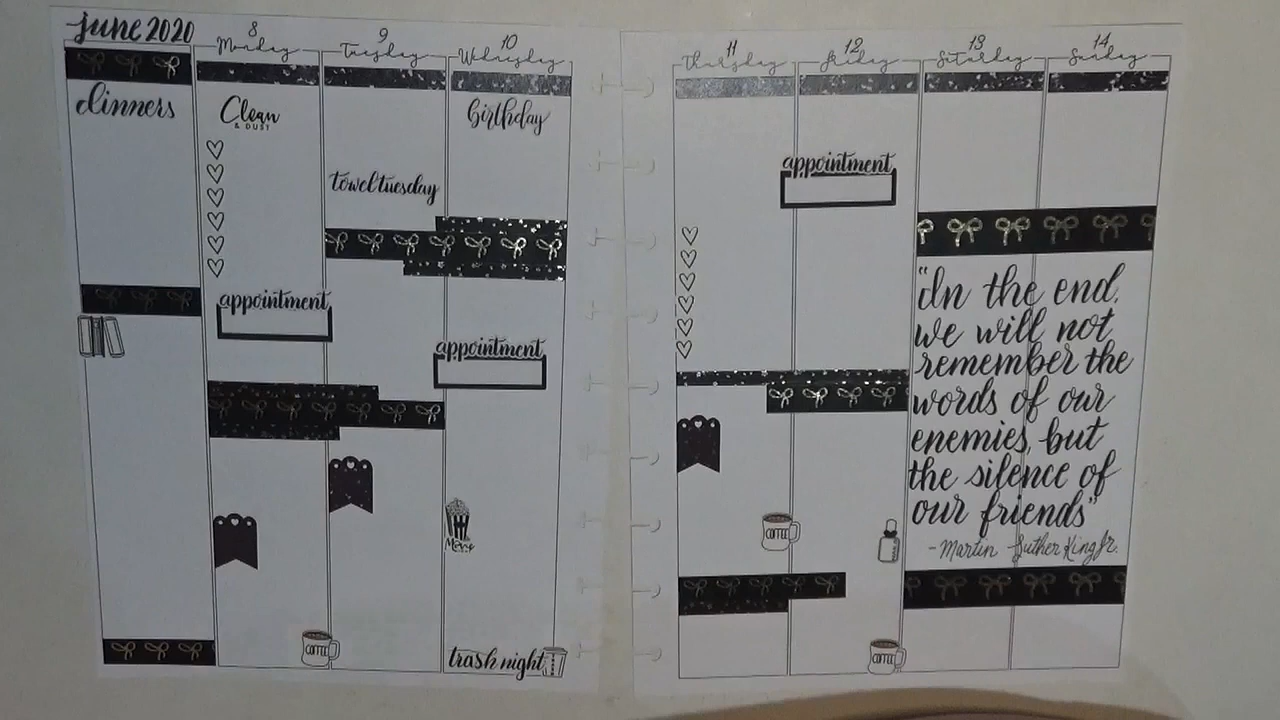 June 2020
8
Monday
9
Tuesday
10
Wednesday
11
Thursday
12
Friday
13
Saturday
14
Sunday
dinners
Clean
& DUST
birthday
towel tuesday
appointment
appointment
appointment
COFFEE
trash night
COFFEE
COFFEE
"In the end,
we will not
remember the
words of our
enemies, but
the silence of
our friends"
-Martin Luther King Jr.